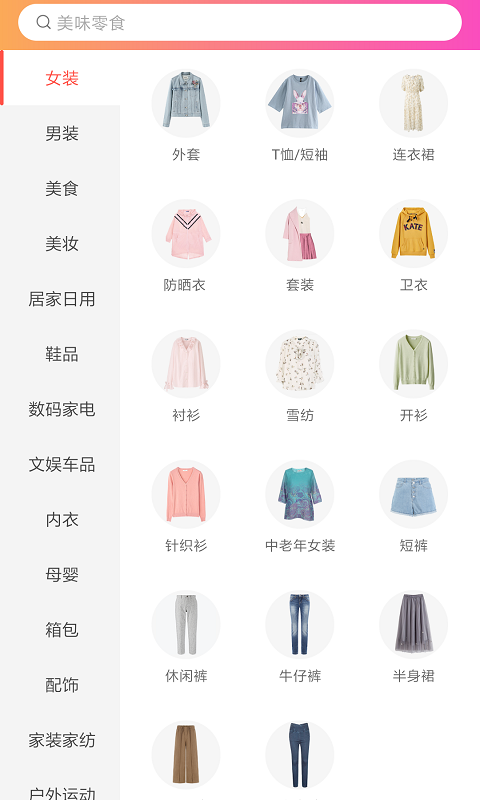 美味零食
女装
男装
美食
美妆
居家日用
鞋品
数码家电
文娱车品
内衣
母婴
箱包
配饰
家装家纺
户外运动
外套
T恤/短袖
连衣裙
防晒衣
套装
卫衣
KATE
衬衫
雪纺
开衫
针织衫
中老年女装
短裤
休闲裤
牛仔裤
半身裙